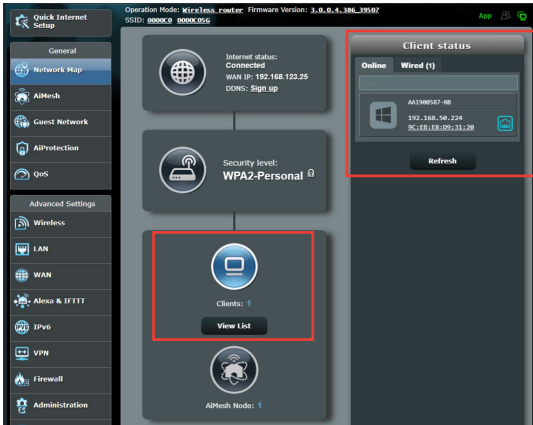 Quick Internet
Setup
General
Network Map
AiMesh
Guest Network
AiProtection
QoS
Advanced Settings
Wireless
LAN
WAN
Alexa & IFTTT
IPv6
VPN
Firewall
Administration
Operation Mode: Wireless router Firmware Version: 3.0.0.4.386_39507
SSID: 0000C0 0000C05G
App
Internet status:
Connected
WAN IP: 192.168.123.25
DDNS: Sign up
Security level:
WPA2-Personal
Clients: 1
View List
AiMesh Node: 1
Client status
Online Wired (1)
AA1900587-NB
192.168.50.224
9C:EB:E8:D9:31:20
Refresh